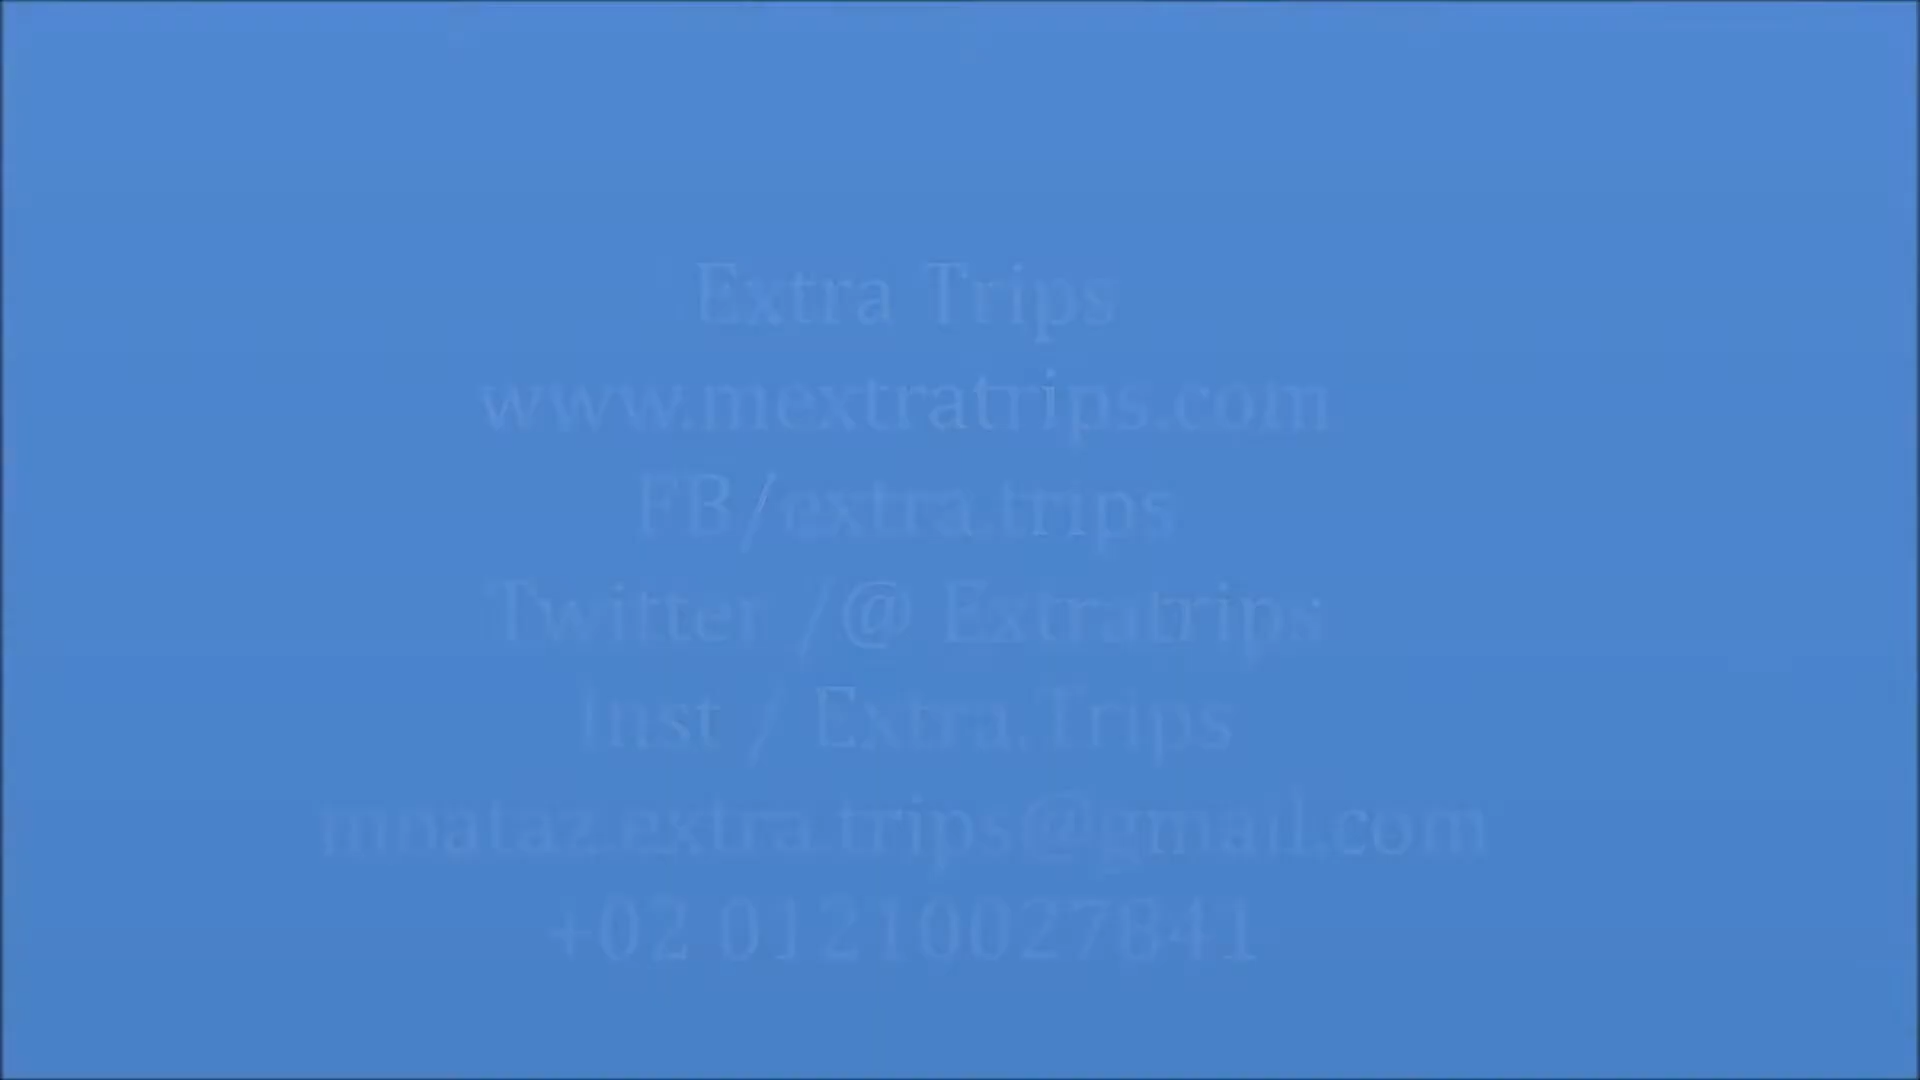 Extra Trips
www.mextratrips.com
FB/extra.trips
Twitter /@ Extratrips
Inst / Extra.Trips
moataz.extra.trips@gmail.com
+02 01210027841